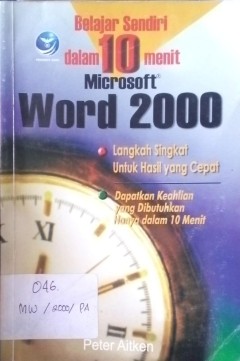 Belajar Sendiri
dalam 10 menit
Microsoft®
Word 2000
Langkah Singkat
Untuk Hasil yang Cepat
Dapatkan Keahlian
yang Dibutuhkan
Hanya dalam 10 Menit
046.
MW / 2000 / PA
Peter Aitken